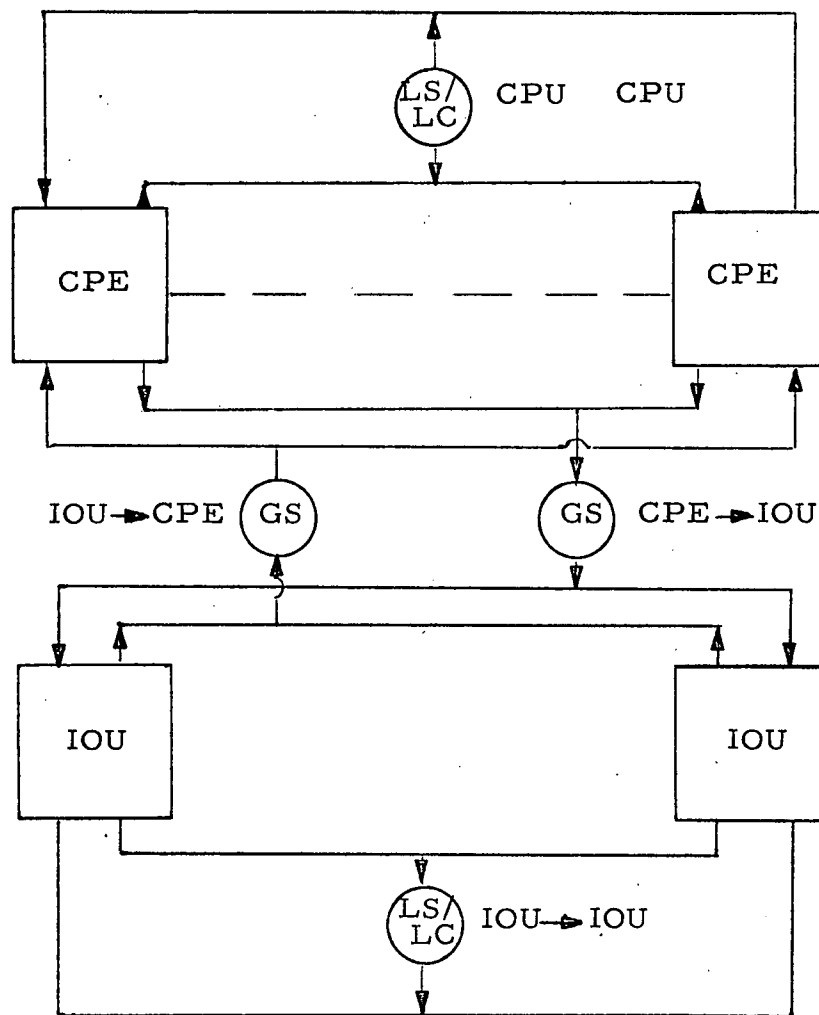 LS/
LC
CPU CPU
CPE
CPE
IOU→CPE
GS
GS
CPE→IOU
IOU
IOU
LS/
LC
IOU→IOU